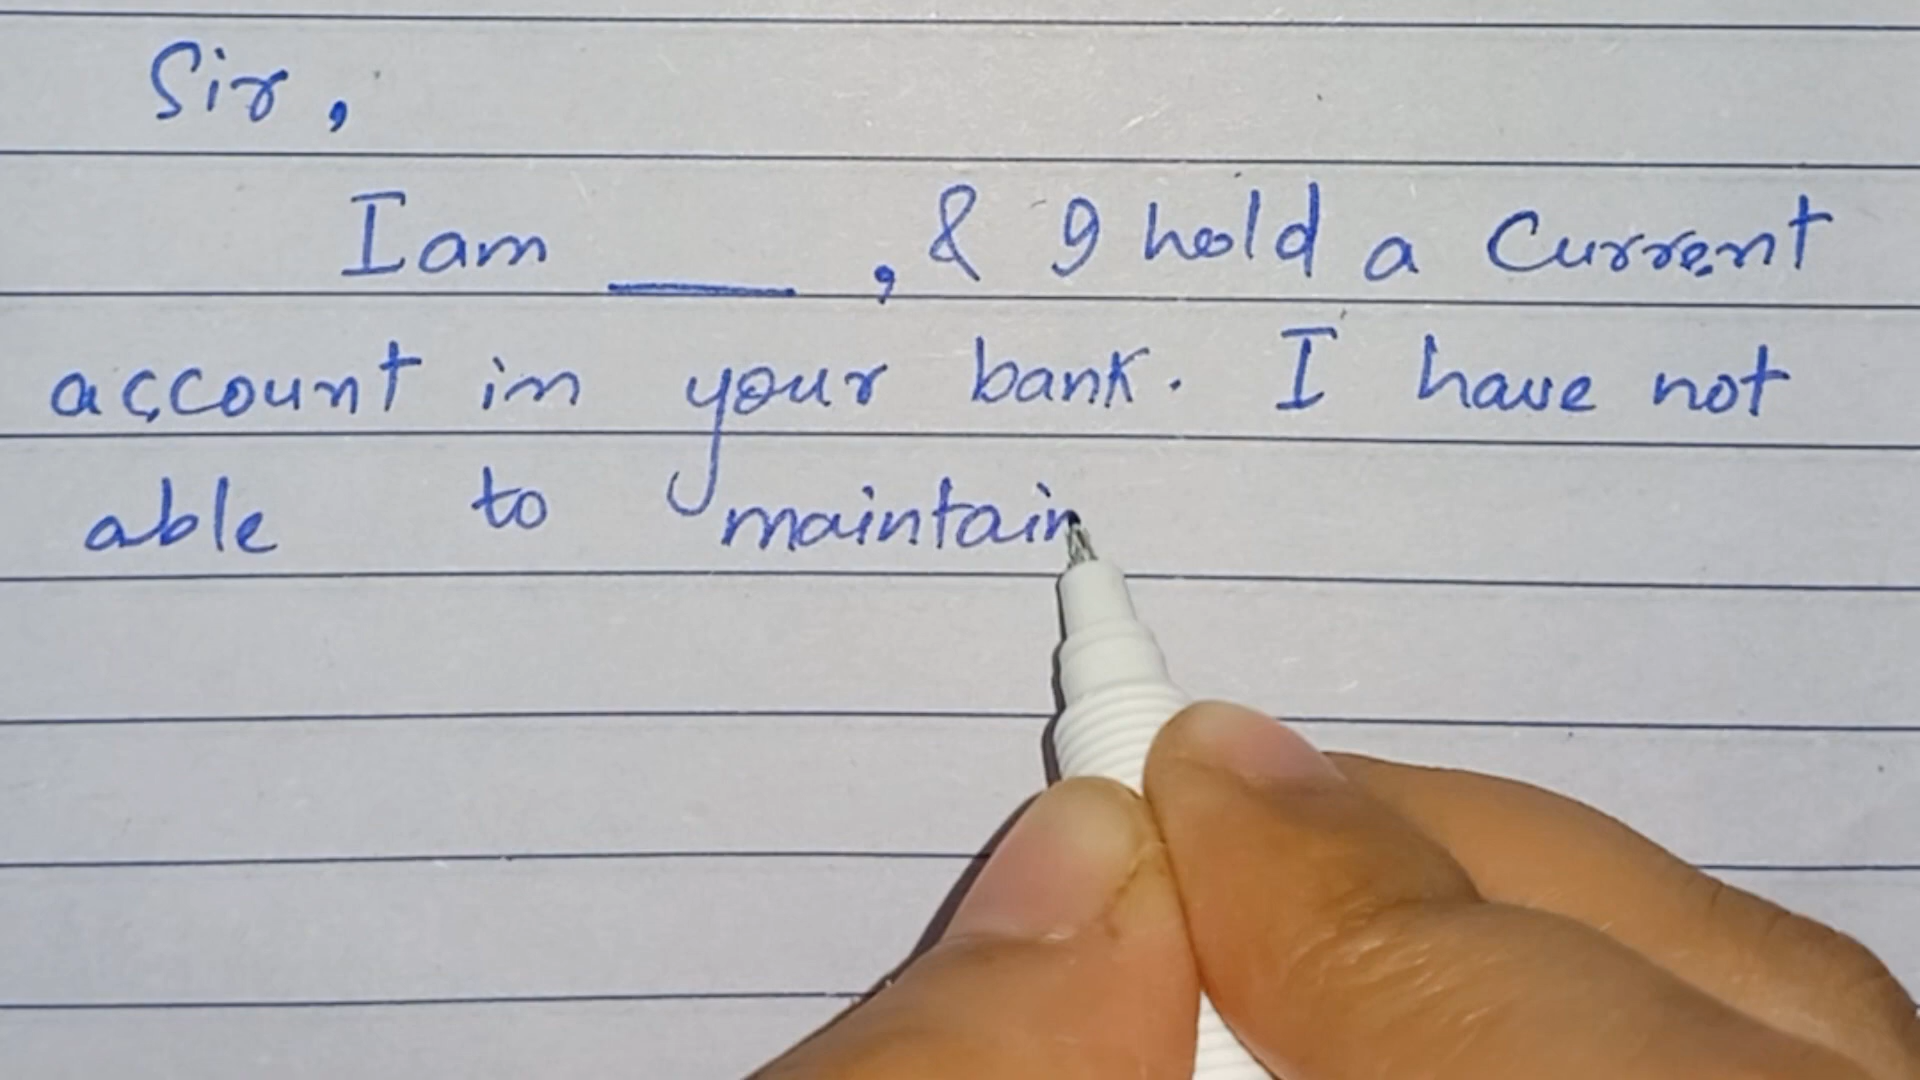 Sir,
I am ____, & I hold a Current
account in your bank. I have not
able to maintain